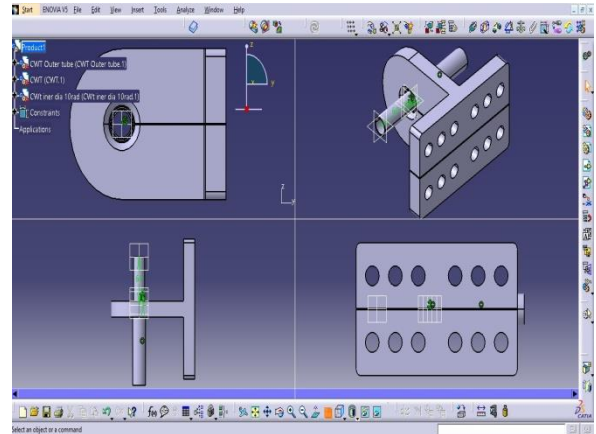 Start ENOVIA V5 File Edit View Insert Tools Analyze Window Help
Product1
CWT Outer tube (CWT Outer tube.1)
CWT (CWT.1)
CWt iner dia 10rad (CWt iner dia 10rad.1)
Constraints
Applications
z
x
y
z
y
Select an object or a command
CATIA